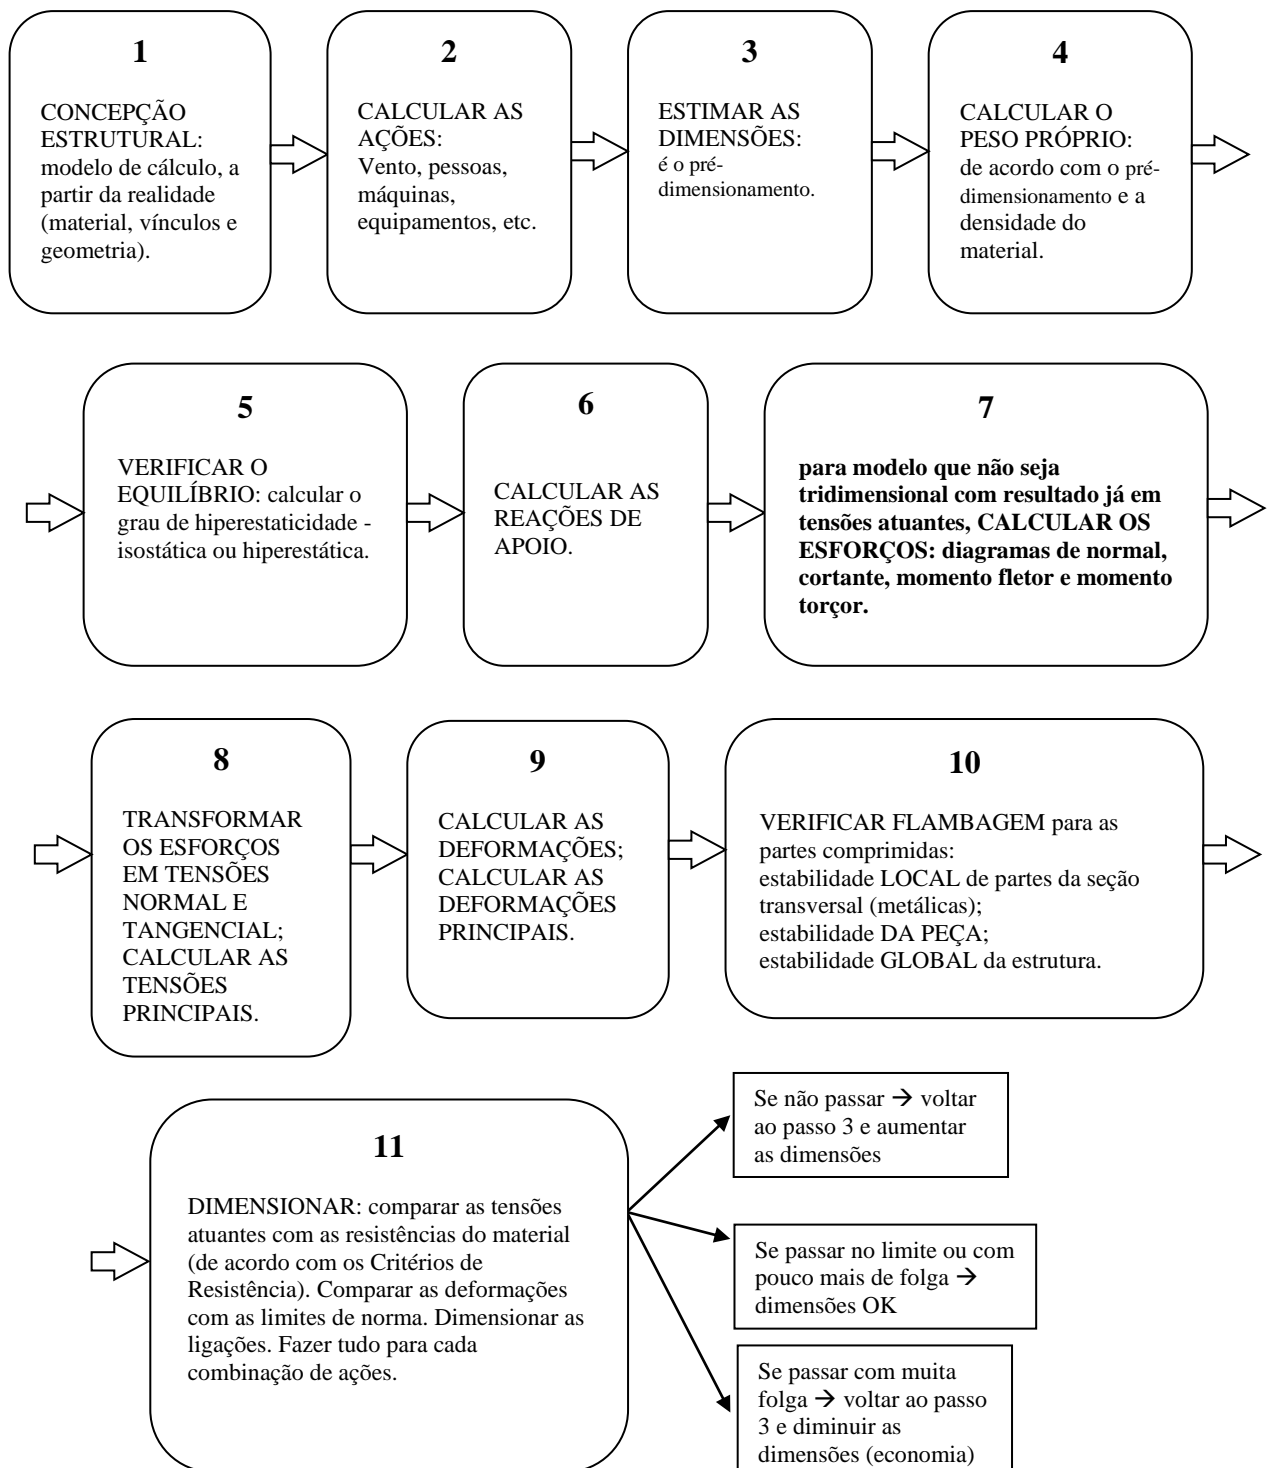 1
CONCEPÇÃO
ESTRUTURAL:
modelo de cálculo, a
partir da realidade
(material, vínculos e
geometria).
2
CALCULAR AS
AÇÕES:
Vento, pessoas,
máquinas,
equipamentos, etc.
3
ESTIMAR AS
DIMENSÕES:
é o pré-
dimensionamento.
4
CALCULAR O
PESO PRÓPRIO:
de acordo com o pré-
dimensionamento e a
densidade do
material.
5
VERIFICAR O
EQUILÍBRIO: calcular o
grau de hiperestaticidade -
isostática ou hiperestática.
6
CALCULAR AS
REAÇÕES DE
APOIO.
7
para modelo que não seja
tridimensional com resultado já em
tensões atuantes, CALCULAR OS
ESFORÇOS: diagramas de normal,
cortante, momento fletor e momento
torçor.
8
TRANSFORMAR
OS ESFORÇOS
EM TENSÕES
NORMAL E
TANGENCIAL;
CALCULAR AS
TENSÕES
PRINCIPAIS.
9
CALCULAR AS
DEFORMAÇÕES;
CALCULAR AS
DEFORMAÇÕES
PRINCIPAIS.
10
VERIFICAR FLAMBAGEM para as
partes comprimidas:
estabilidade LOCAL de partes da seção
transversal (metálicas);
estabilidade DA PEÇA;
estabilidade GLOBAL da estrutura.
11
DIMENSIONAR: comparar as tensões
atuantes com as resistências do material
(de acordo com os Critérios de
Resistência). Comparar as deformações
com as limites de norma. Dimensionar as
ligações. Fazer tudo para cada
combinação de ações.
Se não passar → voltar
ao passo 3 e aumentar
as dimensões
Se passar no limite ou com
pouco mais de folga →
dimensões OK
Se passar com muita
folga → voltar ao passo
3 e diminuir as
dimensões (economia)